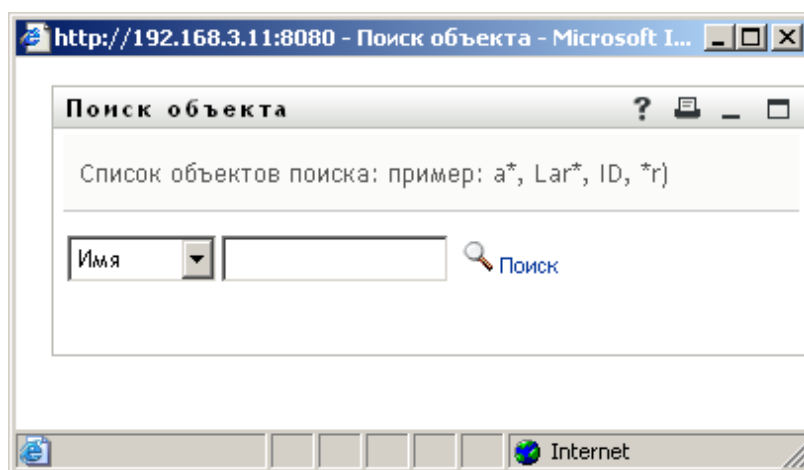 http://192.168.3.11:8080 - Поиск объекта - Microsoft I...
Поиск объекта
Список объектов поиска: пример: a*, Lar*, ID, *r)
Имя
Поиск
Internet